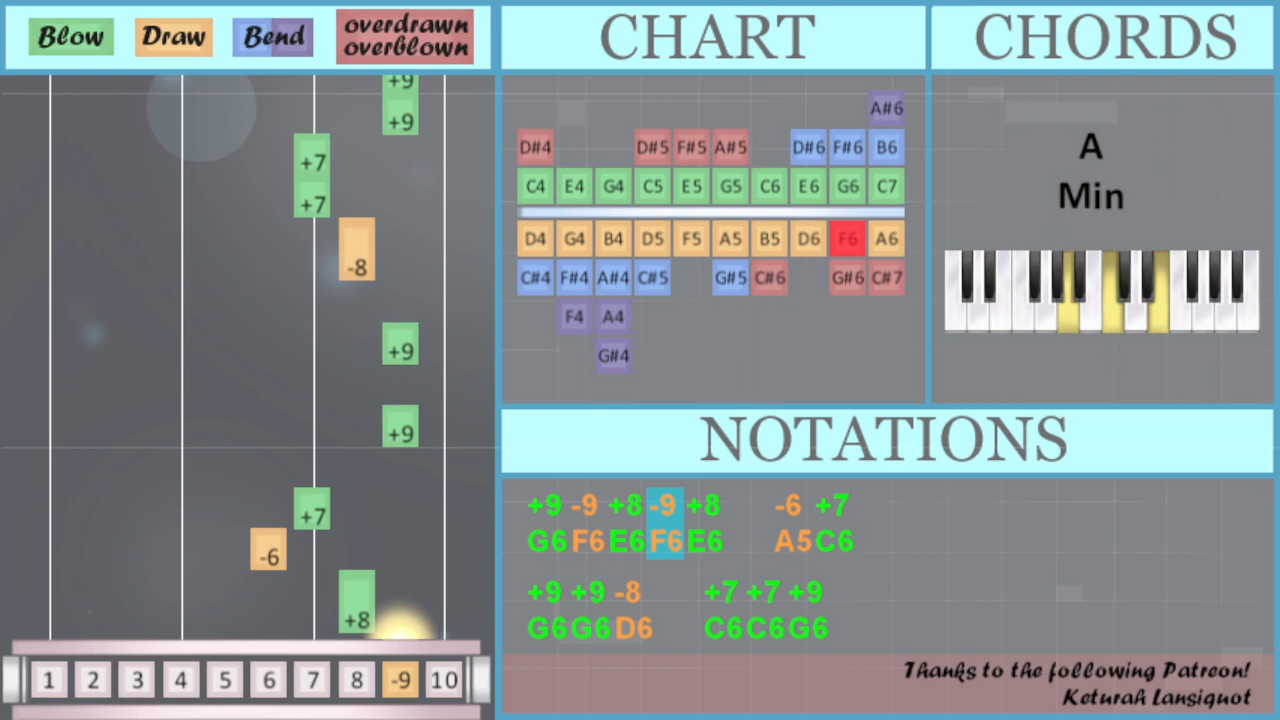 Blow Draw Bend overdrawn overblown
CHART
CHORDS
+9
+9
+7
+7
-8
+9
+9
+7
-6
+8
1 2 3 4 5 6 7 8 -9 10
A#6
D#4 D#5 F#5 A#5 D#6 F#6 B6
C4 E4 G4 C5 E5 G5 C6 E6 G6 C7
D4 G4 B4 D5 F5 A5 B5 D6 F6 A6
C#4 F#4 A#4 C#5 G#5 C#6 G#6 C#7
F4 A4
G#4
A
Min
NOTATIONS
+9 -9 +8 -9 +8 -6 +7
G6 F6 E6 F6 E6 A5 C6
+9 +9 -8 +7 +7 +9
G6 G6 D6 C6 C6 G6
Thanks to the following Patreon!
Keturah Lansiquot